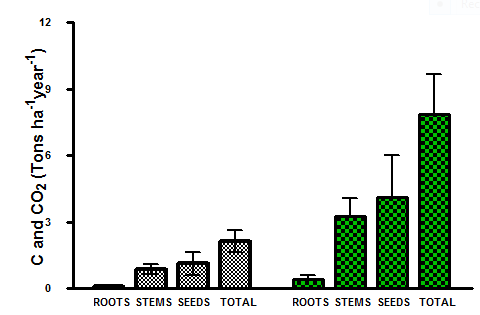 C and CO₂ (Tons ha⁻¹year⁻¹)
12
9
6
3
0
ROOTS STEMS SEEDS TOTAL ROOTS STEMS SEEDS TOTAL